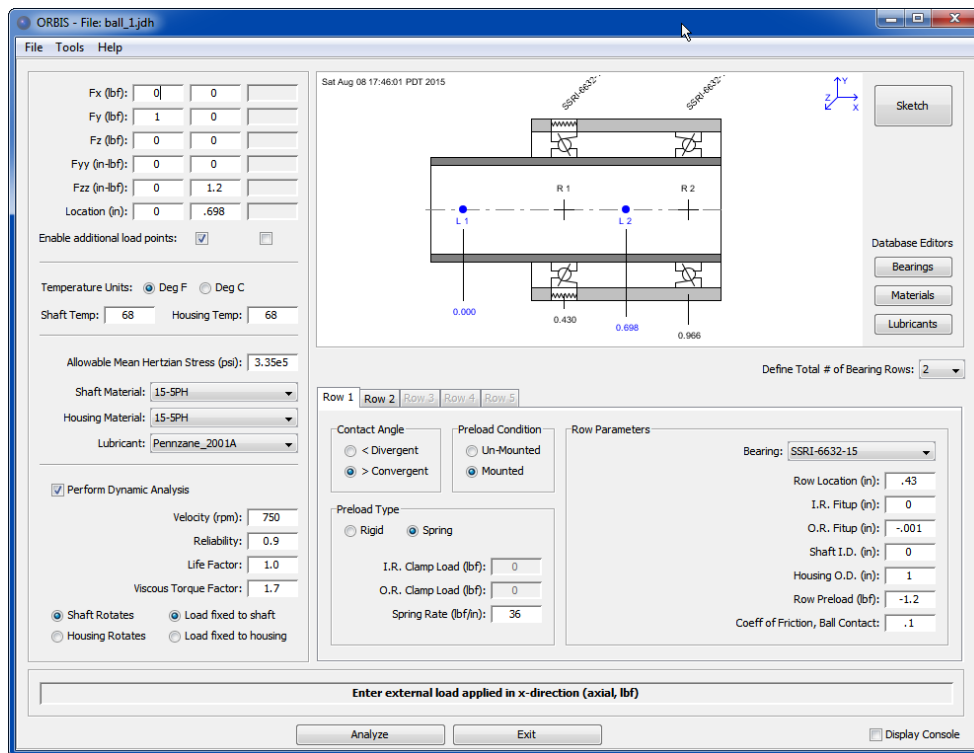 ORBIS - File: ball_1.jdh
File Tools Help
Fx (lbf): 0 0
Fy (lbf): 1 0
Fz (lbf): 0 0
Fyy (in-lbf): 0 0
Fzz (in-lbf): 0 1.2
Location (in): 0 .698
Enable additional load points:
Temperature Units: Deg F Deg C
Shaft Temp: 68 Housing Temp: 68
Allowable Mean Hertzian Stress (psi): 3.35e5
Shaft Material: 15-5PH
Housing Material: 15-5PH
Lubricant: Pennzane_2001A
Perform Dynamic Analysis
Velocity (rpm): 750
Reliability: 0.9
Life Factor: 1.0
Viscous Torque Factor: 1.7
Shaft Rotates Load fixed to shaft
Housing Rotates Load fixed to housing
Sat Aug 08 17:46:01 PDT 2015
SSRI-6632- SSRI-6632-
Y
Z
X
R 1 R 2
L 1 L 2
0.000
0.430
0.698
0.966
Sketch
Database Editors
Bearings
Materials
Lubricants
Define Total # of Bearing Rows: 2
Row 1 Row 2 Row 3 Row 4 Row 5
Contact Angle
< Divergent
> Convergent
Preload Condition
Un-Mounted
Mounted
Preload Type
Rigid Spring
I.R. Clamp Load (lbf): 0
O.R. Clamp Load (lbf): 0
Spring Rate (lbf/in): 36
Row Parameters
Bearing: SSRI-6632-15
Row Location (in): .43
I.R. Fitup (in): 0
O.R. Fitup (in): -.001
Shaft I.D. (in): 0
Housing O.D. (in): 1
Row Preload (lbf): -1.2
Coeff of Friction, Ball Contact: .1
Enter external load applied in x-direction (axial, lbf)
Analyze Exit
Display Console